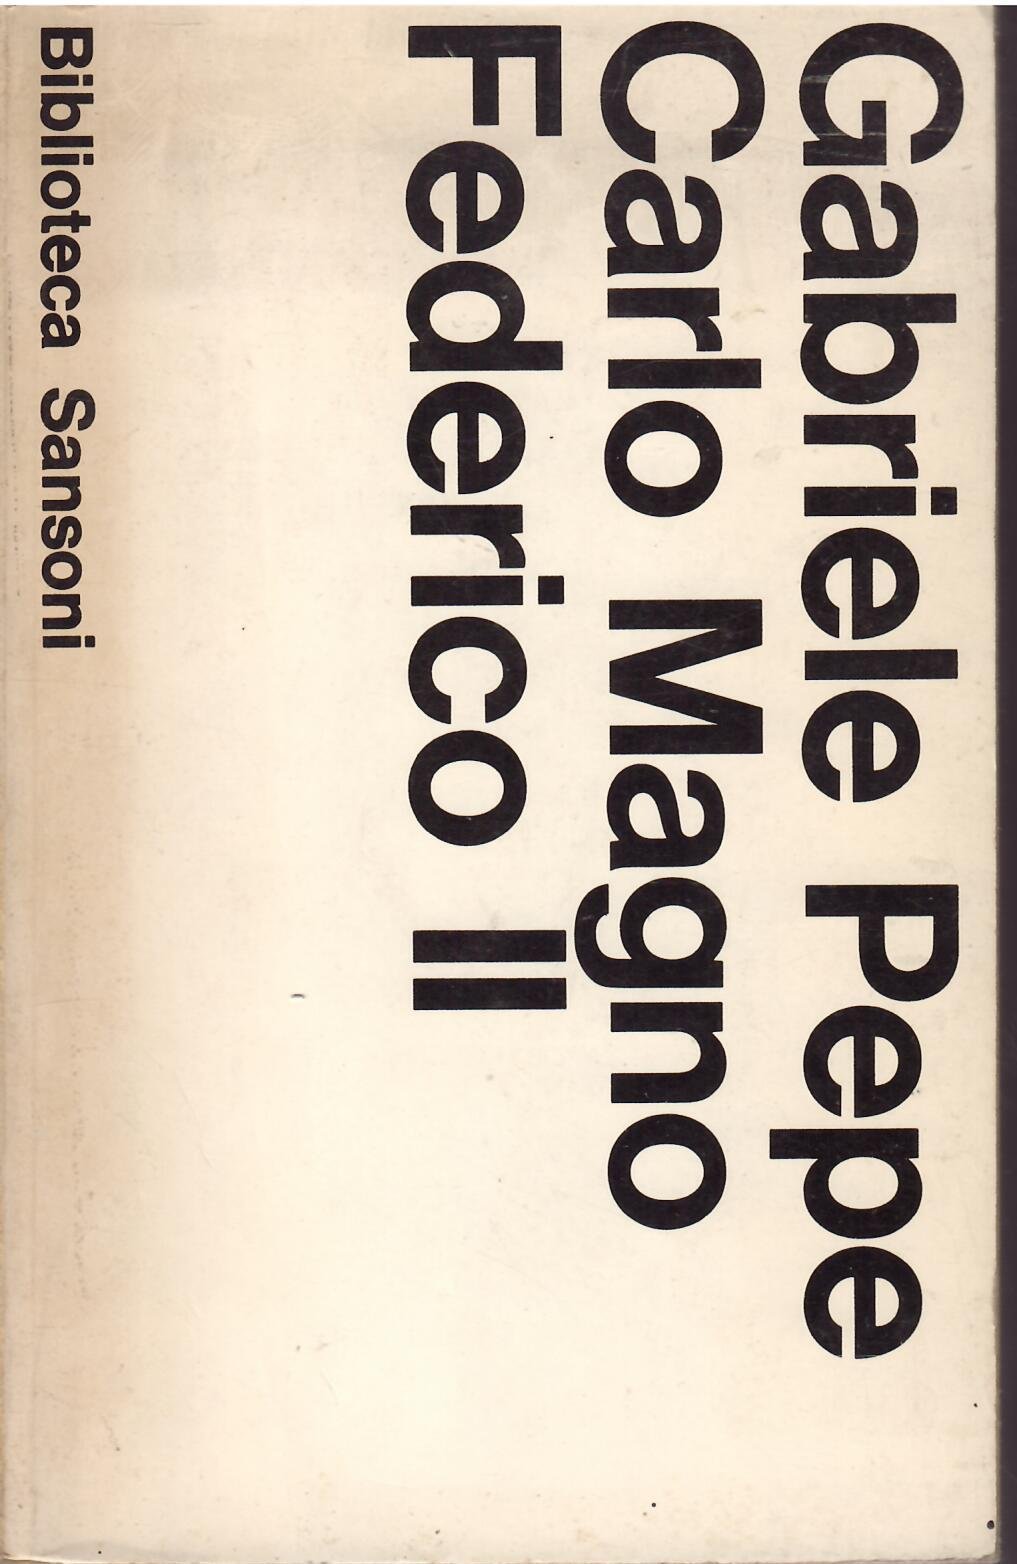 Gabriele Pepe
Carlo Magno
Federico II
Biblioteca Sansoni